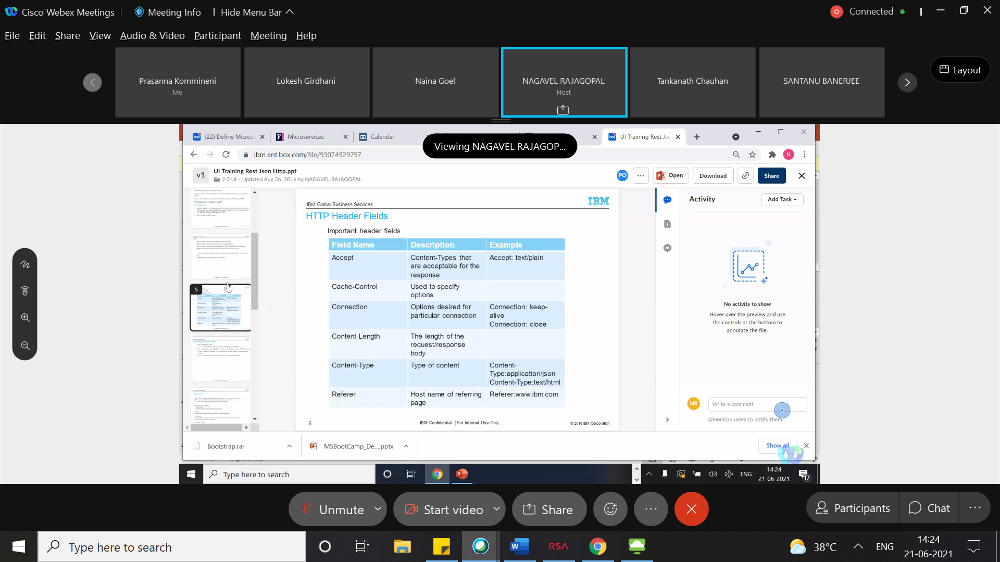 Cisco Webex Meetings
Meeting Info
Hide Menu Bar
Connected
File Edit Share View Audio & Video Participant Meeting Help
Prasanna Kommineni
Me
Lokesh Girdhani
Naina Goel
NAGAVEL RAJAGOPAL
Host
Tankanath Chauhan
SANTANU BANERJEE
Layout
(22) Define Microse
Microservices
Calendar
UI Training Rest Jso
Viewing NAGAVEL RAJAGOP...
ibm.ent.box.com/file/93074929797
N
v1
UI Training Rest Json Http.ppt
2.0 UI · Updated Aug 26, 2016 by NAGAVEL RAJAGOPAL
PO
Open
Download
Share
IBM Global Business Services
IBM
HTTP Header Fields
Important header fields
Field Name Description Example
Accept Content-Types that are acceptable for the response Accept: text/plain
Cache-Control Used to specify options
Connection Options desired for particular connection Connection: keep-alive Connection: close
Content-Length The length of the request/response body
Content-Type Type of content Content-Type:application/json Content-Type:text/html
Referer Host name of referring page Referer:www.ibm.com
5
IBM Confidential | For Internal Use Only
© 2016 IBM Corporation
5
Activity
Add Task
No activity to show
Hover over the preview and use
the controls at the bottom to
annotate the file.
NR
Write a comment
@mention users to notify them.
Bootstrap.rar
MSBootCamp_De....pptx
Show all
Type here to search
ENG
14:24
21-06-2021
17
Unmute
Start video
Share
Participants
Chat
Type here to search
W
RSA
38°C
ENG
14:24
21-06-2021